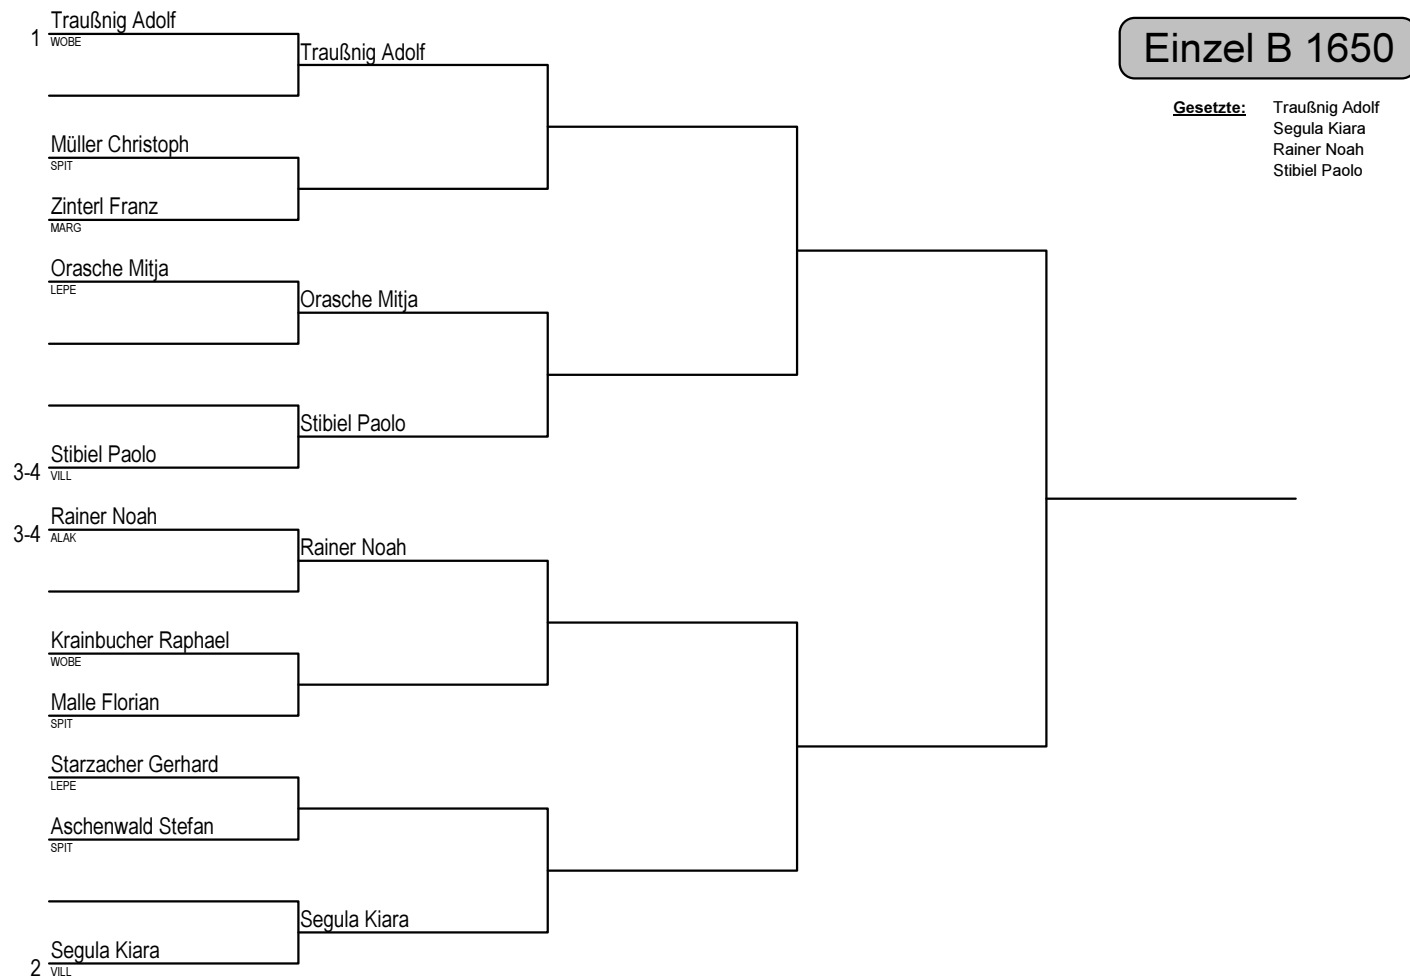 Einzel B 1650
Gesetzte: Traußnig Adolf
Segula Kiara
Rainer Noah
Stibiel Paolo
Traußnig Adolf
1 WOBE
Traußnig Adolf
Müller Christoph
SPIT
Zinterl Franz
MARG
Orasche Mitja
LEPE
Orasche Mitja
Stibiel Paolo
Stibiel Paolo
3-4 VILL
Rainer Noah
3-4 ALAK
Rainer Noah
Krainbucher Raphael
WOBE
Malle Florian
SPIT
Starzacher Gerhard
LEPE
Aschenwald Stefan
SPIT
Segula Kiara
Segula Kiara
2 VILL